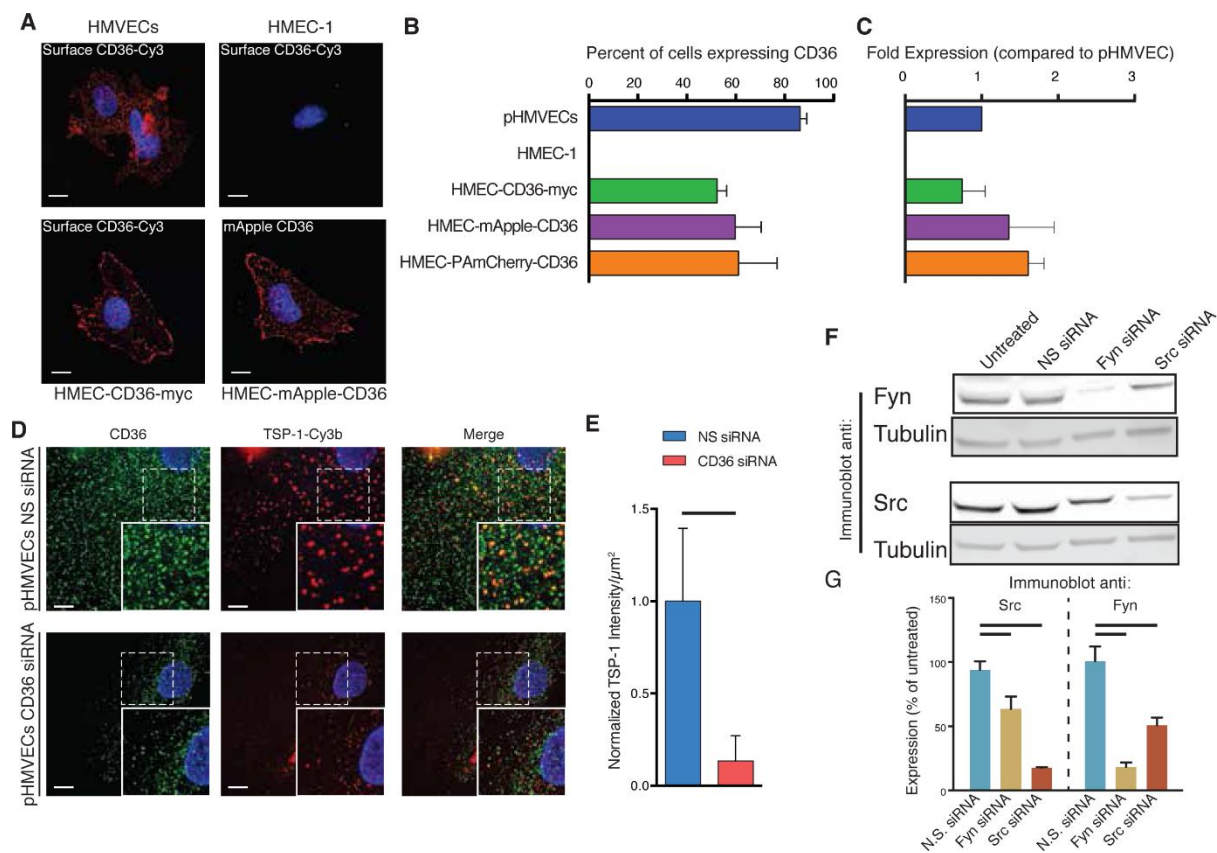 A
HMVECs HMEC-1
Surface CD36-Cy3 Surface CD36-Cy3
Surface CD36-Cy3 mApple CD36
HMEC-CD36-myc HMEC-mApple-CD36
B
Percent of cells expressing CD36
0 20 40 60 80 100
pHMVECs
HMEC-1
HMEC-CD36-myc
HMEC-mApple-CD36
HMEC-PAmCherry-CD36
C
Fold Expression (compared to pHMVEC)
0 1 2 3
D
CD36 TSP-1-Cy3b Merge
pHMVECs NS siRNA
pHMVECs CD36 siRNA
E
NS siRNA
CD36 siRNA
Normalized TSP-1 Intensity/µm²
1.5
1.0
0.5
0.0
F
Untreated NS siRNA Fyn siRNA Src siRNA
Immunoblot anti:
Fyn
Tubulin
Src
Tubulin
G
Immunoblot anti:
Src Fyn
Expression (% of untreated)
150
100
50
0
N.S. siRNA Fyn siRNA Src siRNA N.S. siRNA Fyn siRNA Src siRNA